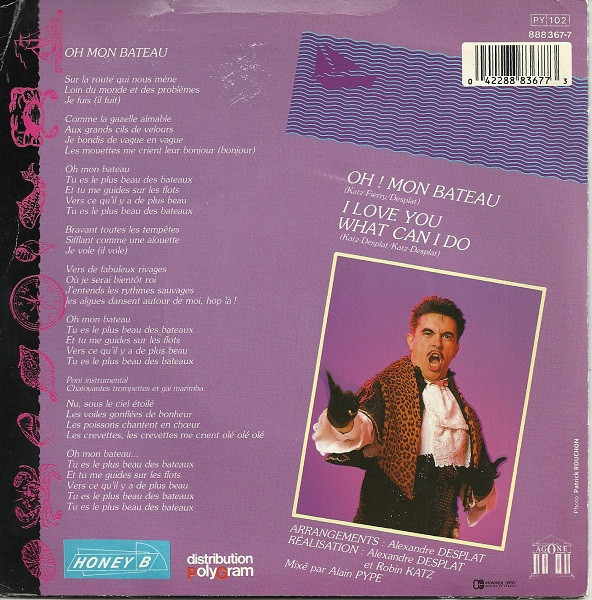 OH MON BATEAU
Sur la route qui nous mène
Loin du monde et des problèmes
Je fuis (il fuit)
Comme la gazelle aimable
Aux grands cils de velours
Je bondis de vague en vague
Les mouettes me crient leur bonjour (bonjour)
Oh mon bateau
Tu es le plus beau des bateaux
Et tu me guides sur les flots
Vers ce qu'il y a de plus beau
Tu es le plus beau des bateaux
Bravant toutes les tempêtes
Sifflant comme une alouette
Je vole (il vole)
Vers de fabuleux rivages
Où je serai bientôt roi
J'entends les rythmes sauvages
les algues dansent autour de moi, hop là !
Oh mon bateau
Tu es le plus beau des bateaux
Et tu me guides sur les flots
Vers ce qu'il y a de plus beau
Tu es le plus beau des bateaux
Pont instrumental
Chatoyantes trompettes et gai marimba
Nu, sous le ciel étoilé
Les voiles gonflées de bonheur
Les poissons chantent en chœur
Les crevettes, les crevettes me crient olé olé olé
Oh mon bateau...
Tu es le plus beau des bateaux
Et tu me guides sur les flots
Vers ce qu'il y a de plus beau
Tu es le plus beau des bateaux
Tu es le plus beau des bateaux
HONEY B
distribution
PolyGram
PY 102
888 367-7
0 42288 83677 3
OH ! MON BATEAU
(Katz-Fierry/Desplat)
I LOVE YOU
WHAT CAN I DO
(Katz-Desplat/Katz-Desplat)
Photo Patrick ROUCHON
ARRANGEMENTS : Alexandre DESPLAT
RÉALISATION : Alexandre DESPLAT
et Robin KATZ
Mixé par Alain PYPE
AGONE